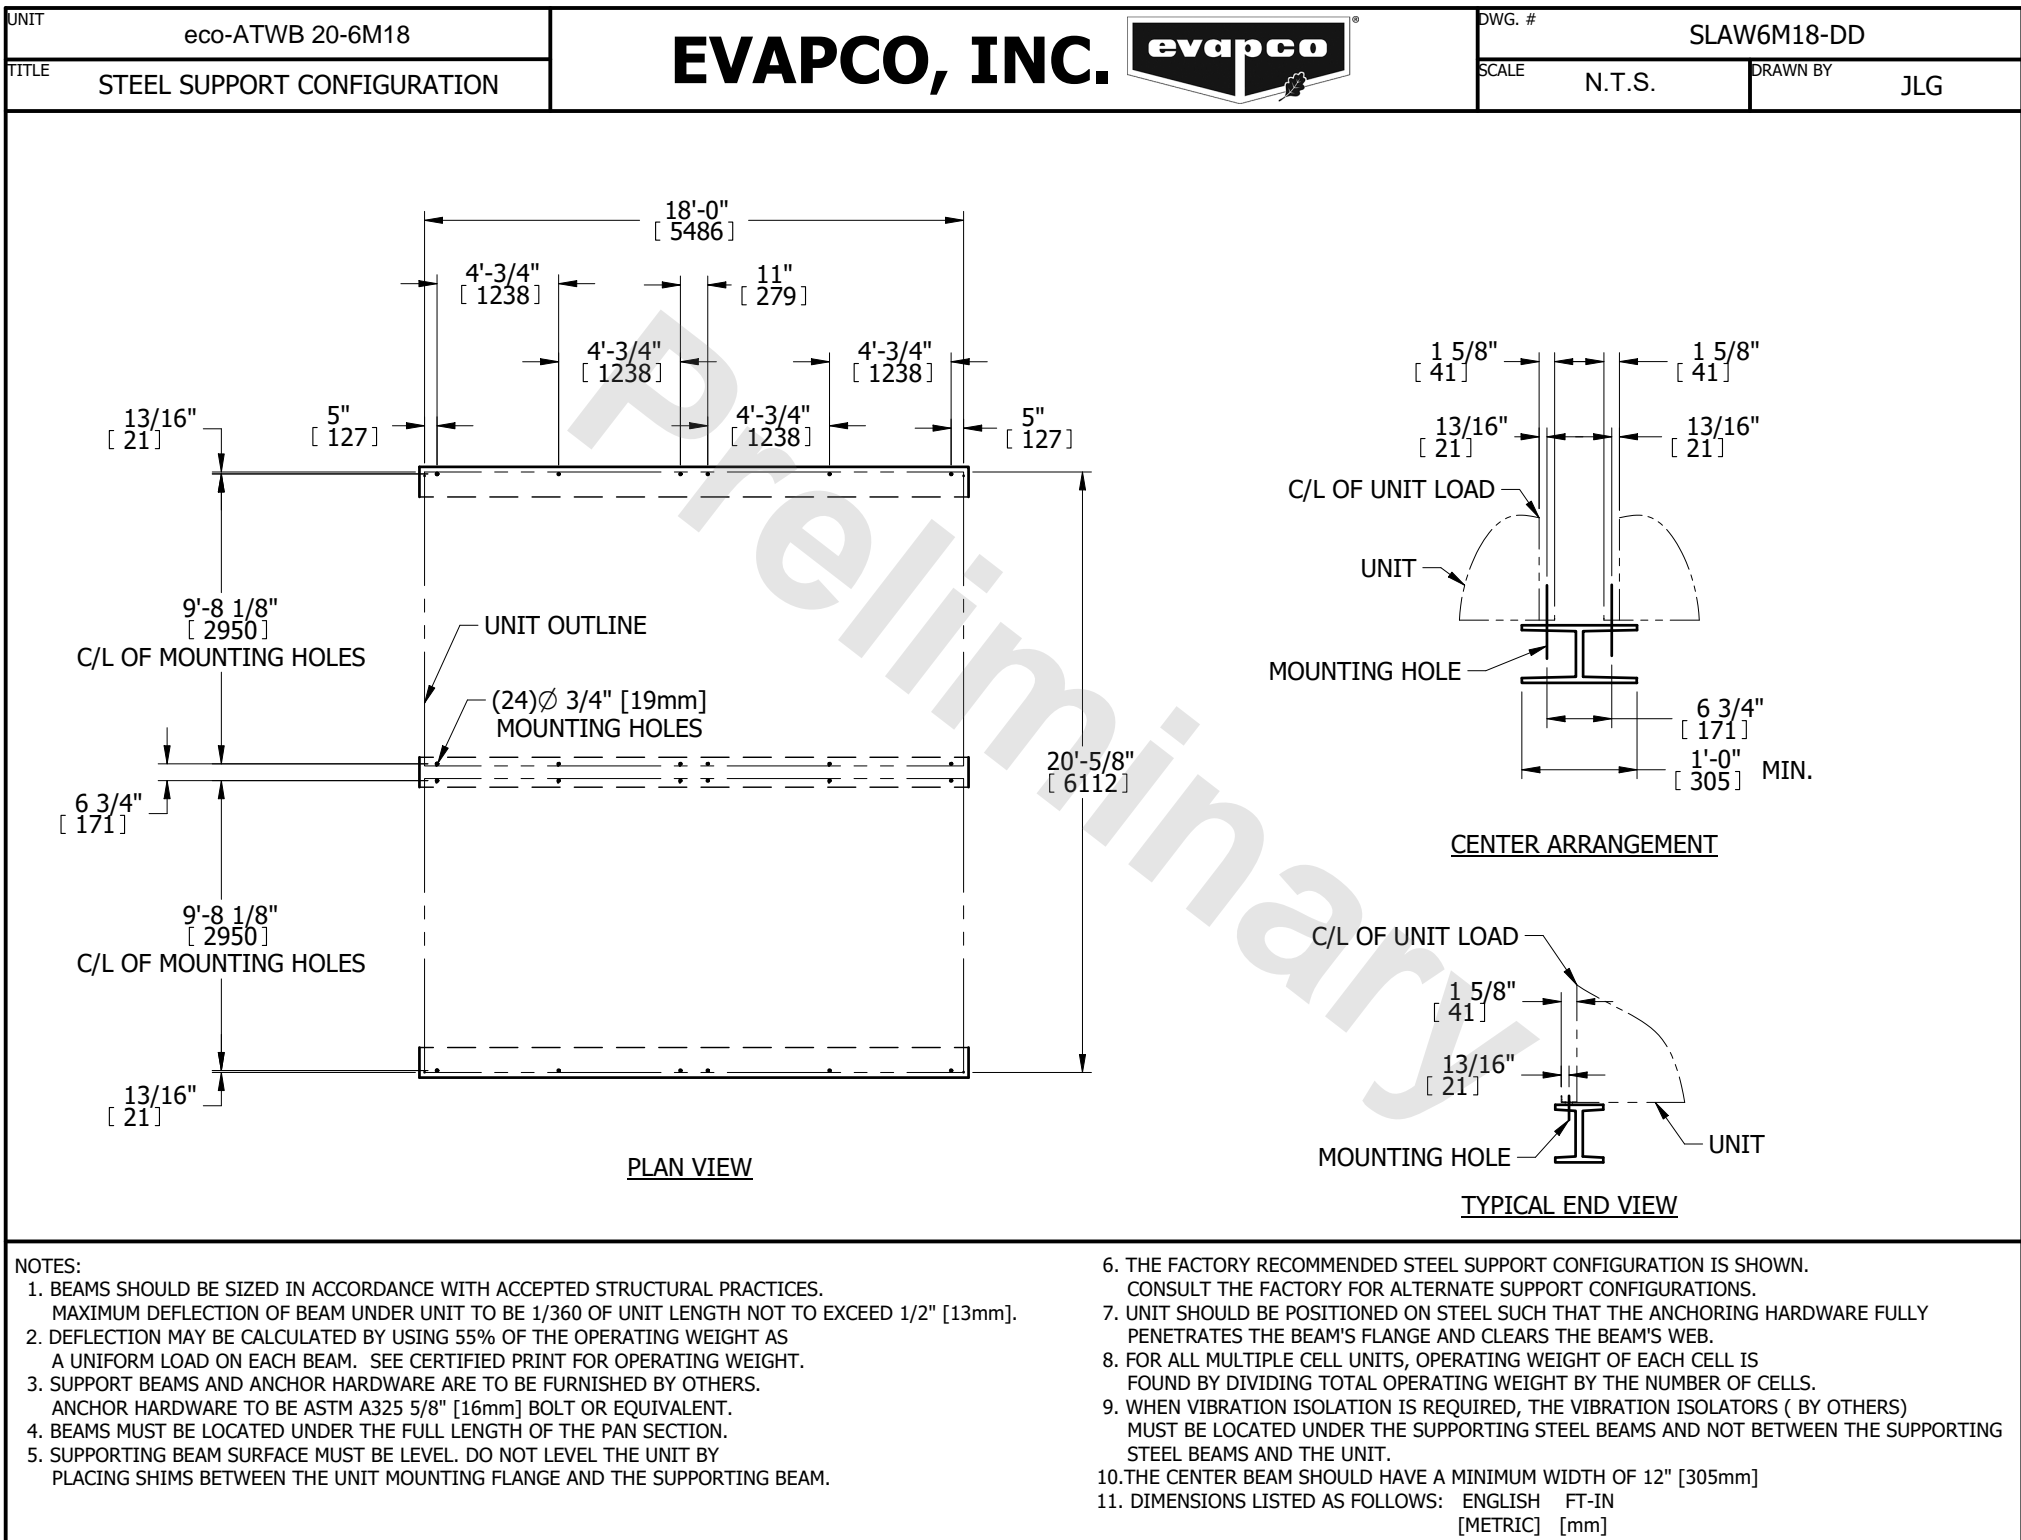 UNIT
eco-ATWB 20-6M18
TITLE
STEEL SUPPORT CONFIGURATION
EVAPCO, INC.
evapco
®
DWG. #
SLAW6M18-DD
SCALE
N.T.S.
DRAWN BY
JLG
18'-0"
[ 5486 ]
4'-3/4"
[ 1238 ]
11"
[ 279 ]
4'-3/4"
[ 1238 ]
4'-3/4"
[ 1238 ]
13/16"
[ 21 ]
5"
[ 127 ]
4'-3/4"
[ 1238 ]
5"
[ 127 ]
9'-8 1/8"
[ 2950 ]
C/L OF MOUNTING HOLES
UNIT OUTLINE
(24)∅ 3/4" [19mm]
MOUNTING HOLES
6 3/4"
[ 171 ]
20'-5/8"
[ 6112 ]
9'-8 1/8"
[ 2950 ]
C/L OF MOUNTING HOLES
13/16"
[ 21 ]
PLAN VIEW
Preliminary
1 5/8"
[ 41 ]
1 5/8"
[ 41 ]
13/16"
[ 21 ]
13/16"
[ 21 ]
C/L OF UNIT LOAD
UNIT
MOUNTING HOLE
6 3/4"
[ 171 ]
1'-0"
[ 305 ] MIN.
CENTER ARRANGEMENT
C/L OF UNIT LOAD
1 5/8"
[ 41 ]
13/16"
[ 21 ]
MOUNTING HOLE
UNIT
TYPICAL END VIEW
NOTES:
1. BEAMS SHOULD BE SIZED IN ACCORDANCE WITH ACCEPTED STRUCTURAL PRACTICES.
MAXIMUM DEFLECTION OF BEAM UNDER UNIT TO BE 1/360 OF UNIT LENGTH NOT TO EXCEED 1/2" [13mm].
2. DEFLECTION MAY BE CALCULATED BY USING 55% OF THE OPERATING WEIGHT AS
A UNIFORM LOAD ON EACH BEAM. SEE CERTIFIED PRINT FOR OPERATING WEIGHT.
3. SUPPORT BEAMS AND ANCHOR HARDWARE ARE TO BE FURNISHED BY OTHERS.
ANCHOR HARDWARE TO BE ASTM A325 5/8" [16mm] BOLT OR EQUIVALENT.
4. BEAMS MUST BE LOCATED UNDER THE FULL LENGTH OF THE PAN SECTION.
5. SUPPORTING BEAM SURFACE MUST BE LEVEL. DO NOT LEVEL THE UNIT BY
PLACING SHIMS BETWEEN THE UNIT MOUNTING FLANGE AND THE SUPPORTING BEAM.
6. THE FACTORY RECOMMENDED STEEL SUPPORT CONFIGURATION IS SHOWN.
CONSULT THE FACTORY FOR ALTERNATE SUPPORT CONFIGURATIONS.
7. UNIT SHOULD BE POSITIONED ON STEEL SUCH THAT THE ANCHORING HARDWARE FULLY
PENETRATES THE BEAM'S FLANGE AND CLEARS THE BEAM'S WEB.
8. FOR ALL MULTIPLE CELL UNITS, OPERATING WEIGHT OF EACH CELL IS
FOUND BY DIVIDING TOTAL OPERATING WEIGHT BY THE NUMBER OF CELLS.
9. WHEN VIBRATION ISOLATION IS REQUIRED, THE VIBRATION ISOLATORS ( BY OTHERS)
MUST BE LOCATED UNDER THE SUPPORTING STEEL BEAMS AND NOT BETWEEN THE SUPPORTING
STEEL BEAMS AND THE UNIT.
10.THE CENTER BEAM SHOULD HAVE A MINIMUM WIDTH OF 12" [305mm]
11. DIMENSIONS LISTED AS FOLLOWS: ENGLISH FT-IN
[METRIC] [mm]